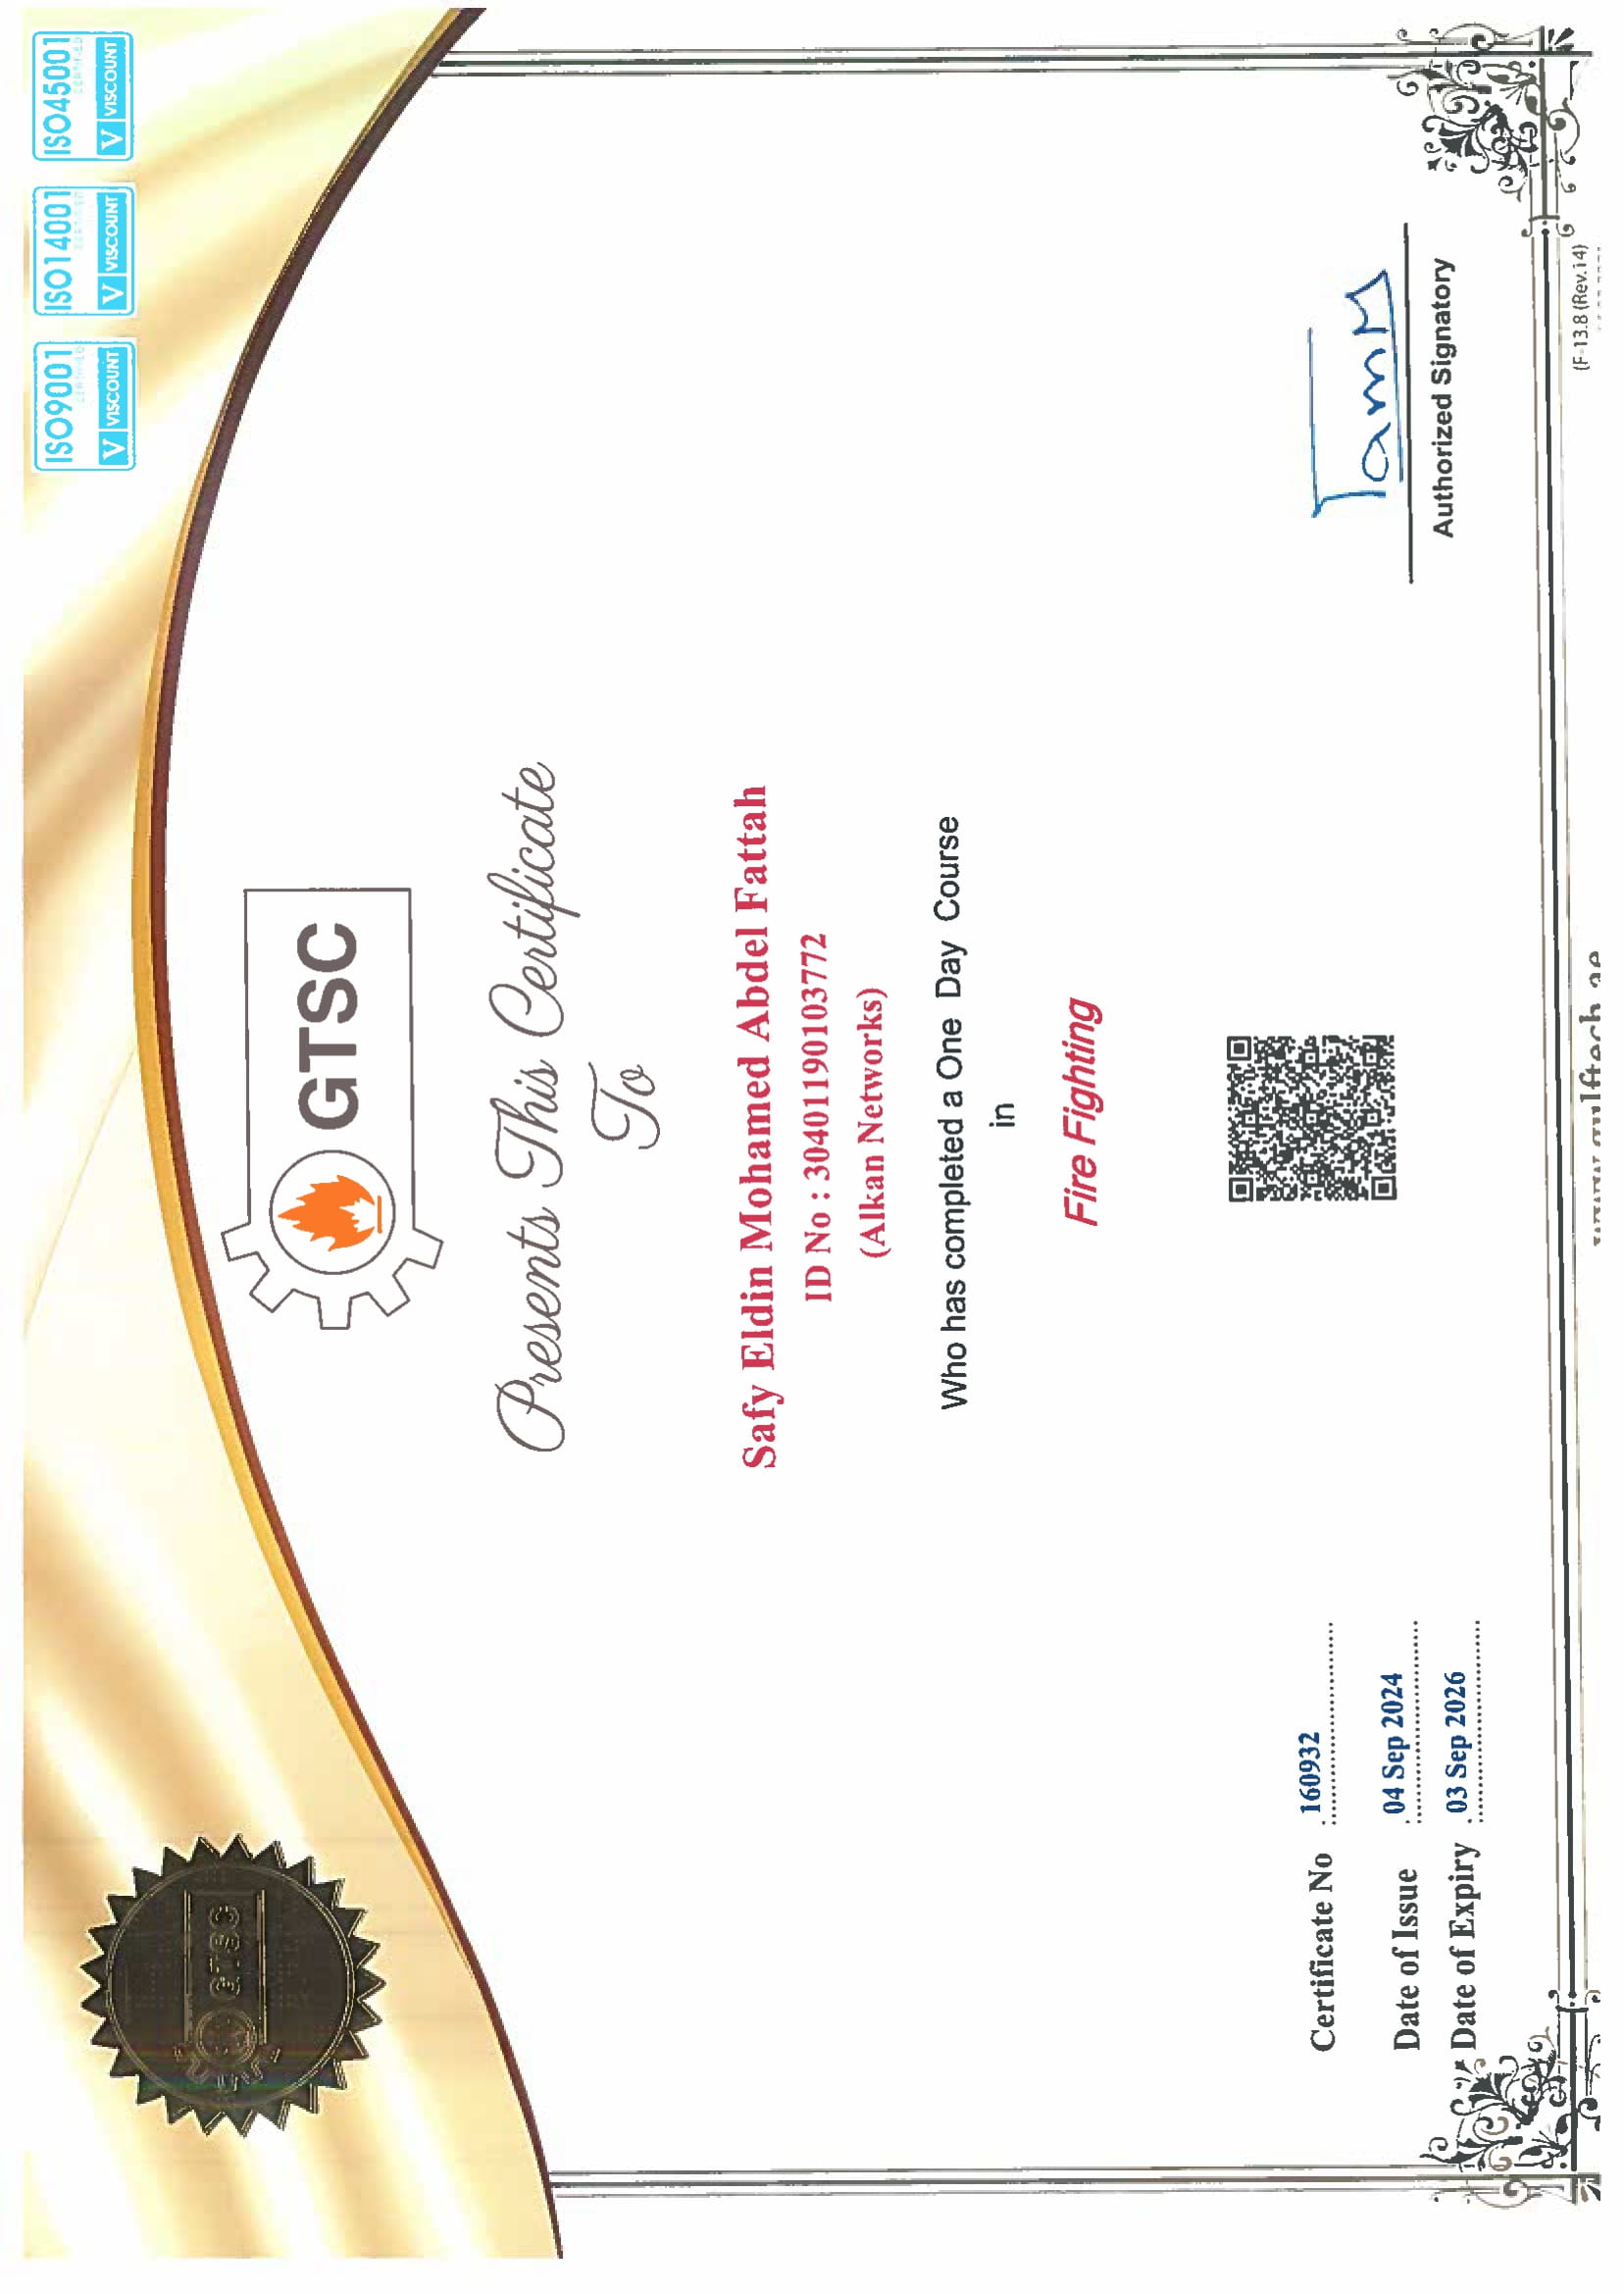 ISO9001 ISO14001 ISO45001
CERTIFIED CERTIFIED CERTIFIED
V VISCOUNT V VISCOUNT V VISCOUNT
GTSC
GTSC
Presents This Certificate
To
Safy Eldin Mohamed Abdel Fattah
ID No : 30401190103772
(Alkan Networks)
Who has completed a One Day Course
in
Fire Fighting
Certificate No : 160932
Date of Issue : 04 Sep 2024
Date of Expiry : 03 Sep 2026
Authorized Signatory
www.gulftech.ae
(F-13.8 (Rev.14)